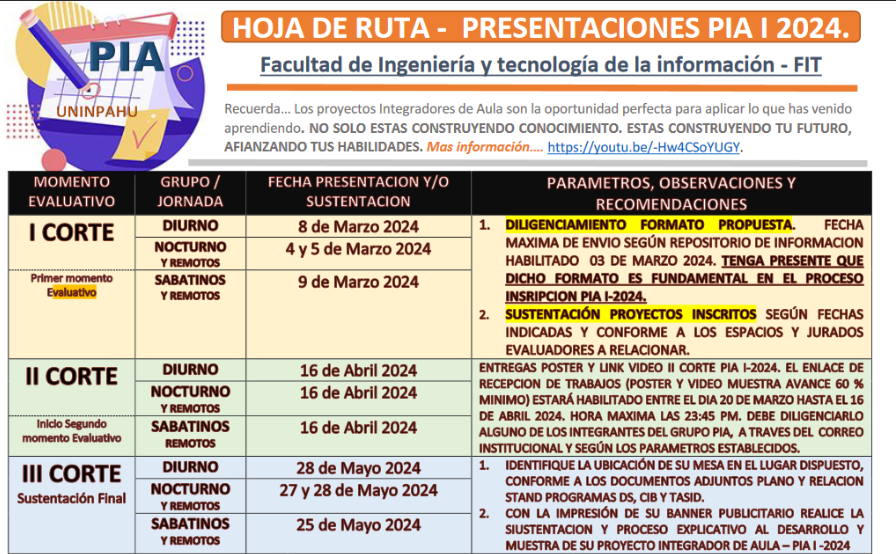 PIA
UNINPAHU
HOJA DE RUTA - PRESENTACIONES PIA I 2024.
Facultad de Ingeniería y tecnología de la información - FIT
Recuerda... Los proyectos Integradores de Aula son la oportunidad perfecta para aplicar lo que has venido
aprendiendo. NO SOLO ESTAS CONSTRUYENDO CONOCIMIENTO. ESTAS CONSTRUYENDO TU FUTURO,
AFIANZANDO TUS HABILIDADES. Mas información.... https://youtu.be/-Hw4CSoYUGY.
MOMENTO
EVALUATIVO
GRUPO /
JORNADA
FECHA PRESENTACION Y/O
SUSTENTACION
PARAMETROS, OBSERVACIONES Y
RECOMENDACIONES
I CORTE
Primer momento
Evaluativo
DIURNO
8 de Marzo 2024
NOCTURNO
Y REMOTOS
4 y 5 de Marzo 2024
SABATINOS
Y REMOTOS
9 de Marzo 2024
1. DILIGENCIAMIENTO FORMATO PROPUESTA. FECHA
MAXIMA DE ENVIO SEGÚN REPOSITORIO DE INFORMACION
HABILITADO 03 DE MARZO 2024. TENGA PRESENTE QUE
DICHO FORMATO ES FUNDAMENTAL EN EL PROCESO
INSRIPCION PIA I-2024.
2. SUSTENTACIÓN PROYECTOS INSCRITOS SEGÚN FECHAS
INDICADAS Y CONFORME A LOS ESPACIOS Y JURADOS
EVALUADORES A RELACIONAR.
II CORTE
Inicio Segundo
momento Evaluativo
DIURNO
16 de Abril 2024
NOCTURNO
Y REMOTOS
16 de Abril 2024
SABATINOS
REMOTOS
16 de Abril 2024
ENTREGAS POSTER Y LINK VIDEO II CORTE PIA I-2024. EL ENLACE DE
RECEPCION DE TRABAJOS (POSTER Y VIDEO MUESTRA AVANCE 60 %
MINIMO) ESTARÁ HABILITADO ENTRE EL DIA 20 DE MARZO HASTA EL 16
DE ABRIL 2024. HORA MAXIMA LAS 23:45 PM. DEBE DILIGENCIARLO
ALGUNO DE LOS INTEGRANTES DEL GRUPO PIA, A TRAVES DEL CORREO
INSTITUCIONAL Y SEGÚN LOS PARAMETROS ESTABLECIDOS.
III CORTE
Sustentación Final
DIURNO
28 de Mayo 2024
NOCTURNO
Y REMOTOS
27 y 28 de Mayo 2024
SABATINOS
Y REMOTOS
25 de Mayo 2024
1. IDENTIFIQUE LA UBICACIÓN DE SU MESA EN EL LUGAR DISPUESTO,
CONFORME A LOS DOCUMENTOS ADJUNTOS PLANO Y RELACION
STAND PROGRAMAS DS, CIB Y TASID.
2. CON LA IMPRESIÓN DE SU BANNER PUBLICITARIO REALICE LA
SIUSTENTACION Y PROCESO EXPLICATIVO AL DESARROLLO Y
MUESTRA DE SU PROYECTO INTEGRADOR DE AULA – PIA I -2024